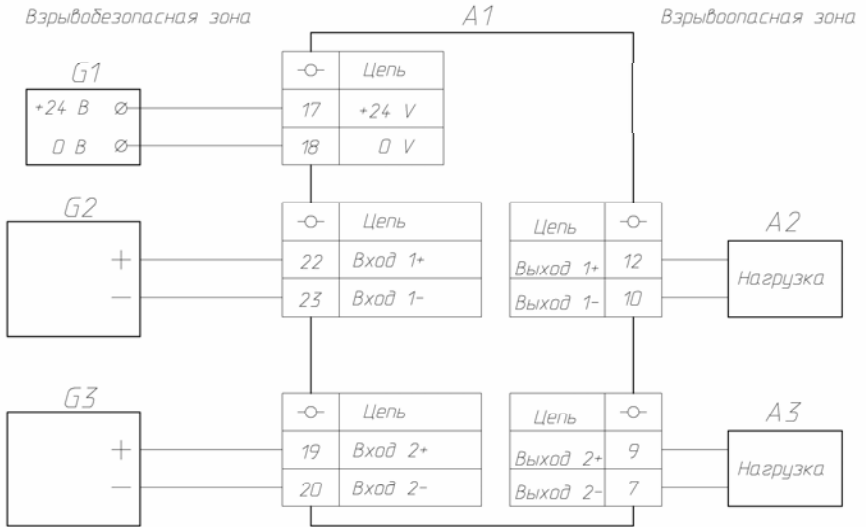 Взрывобезопасная зона
A1
Взрывоопасная зона
G1
+24 В
0 В
Цепь
17 +24 V
18 0 V
G2
+
−
Цепь
22 Вход 1+
23 Вход 1-
Цепь
Выход 1+ 12
Выход 1- 10
A2
Нагрузка
G3
+
−
Цепь
19 Вход 2+
20 Вход 2-
Цепь
Выход 2+ 9
Выход 2- 7
A3
Нагрузка